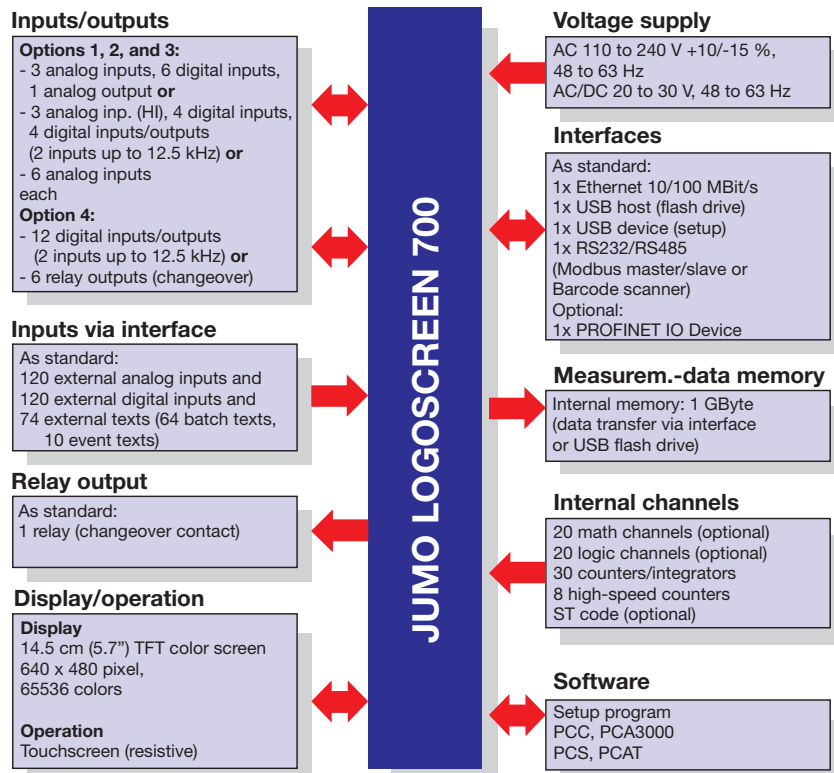 Inputs/outputs
Options 1, 2, and 3:
- 3 analog inputs, 6 digital inputs,
1 analog output or
- 3 analog inp. (HI), 4 digital inputs,
4 digital inputs/outputs
(2 inputs up to 12.5 kHz) or
- 6 analog inputs
each
Option 4:
- 12 digital inputs/outputs
(2 inputs up to 12.5 kHz) or
- 6 relay outputs (changeover)
Inputs via interface
As standard:
120 external analog inputs and
120 external digital inputs and
74 external texts (64 batch texts,
10 event texts)
Relay output
As standard:
1 relay (changeover contact)
Display/operation
Display
14.5 cm (5.7”) TFT color screen
640 x 480 pixel,
65536 colors
Operation
Touchscreen (resistive)
JUMO LOGOSCREEN 700
Voltage supply
AC 110 to 240 V +10/-15 %,
48 to 63 Hz
AC/DC 20 to 30 V, 48 to 63 Hz
Interfaces
As standard:
1x Ethernet 10/100 MBit/s
1x USB host (flash drive)
1x USB device (setup)
1x RS232/RS485
(Modbus master/slave or
Barcode scanner)
Optional:
1x PROFINET IO Device
Measurem.-data memory
Internal memory: 1 GByte
(data transfer via interface
or USB flash drive)
Internal channels
20 math channels (optional)
20 logic channels (optional)
30 counters/integrators
8 high-speed counters
ST code (optional)
Software
Setup program
PCC, PCA3000
PCS, PCAT